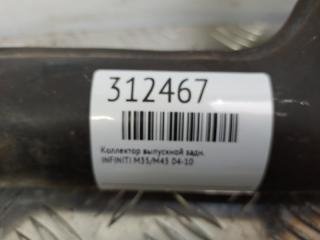 312467
Коллектор выпускной задн.
INFINITI M35/M45 04-10